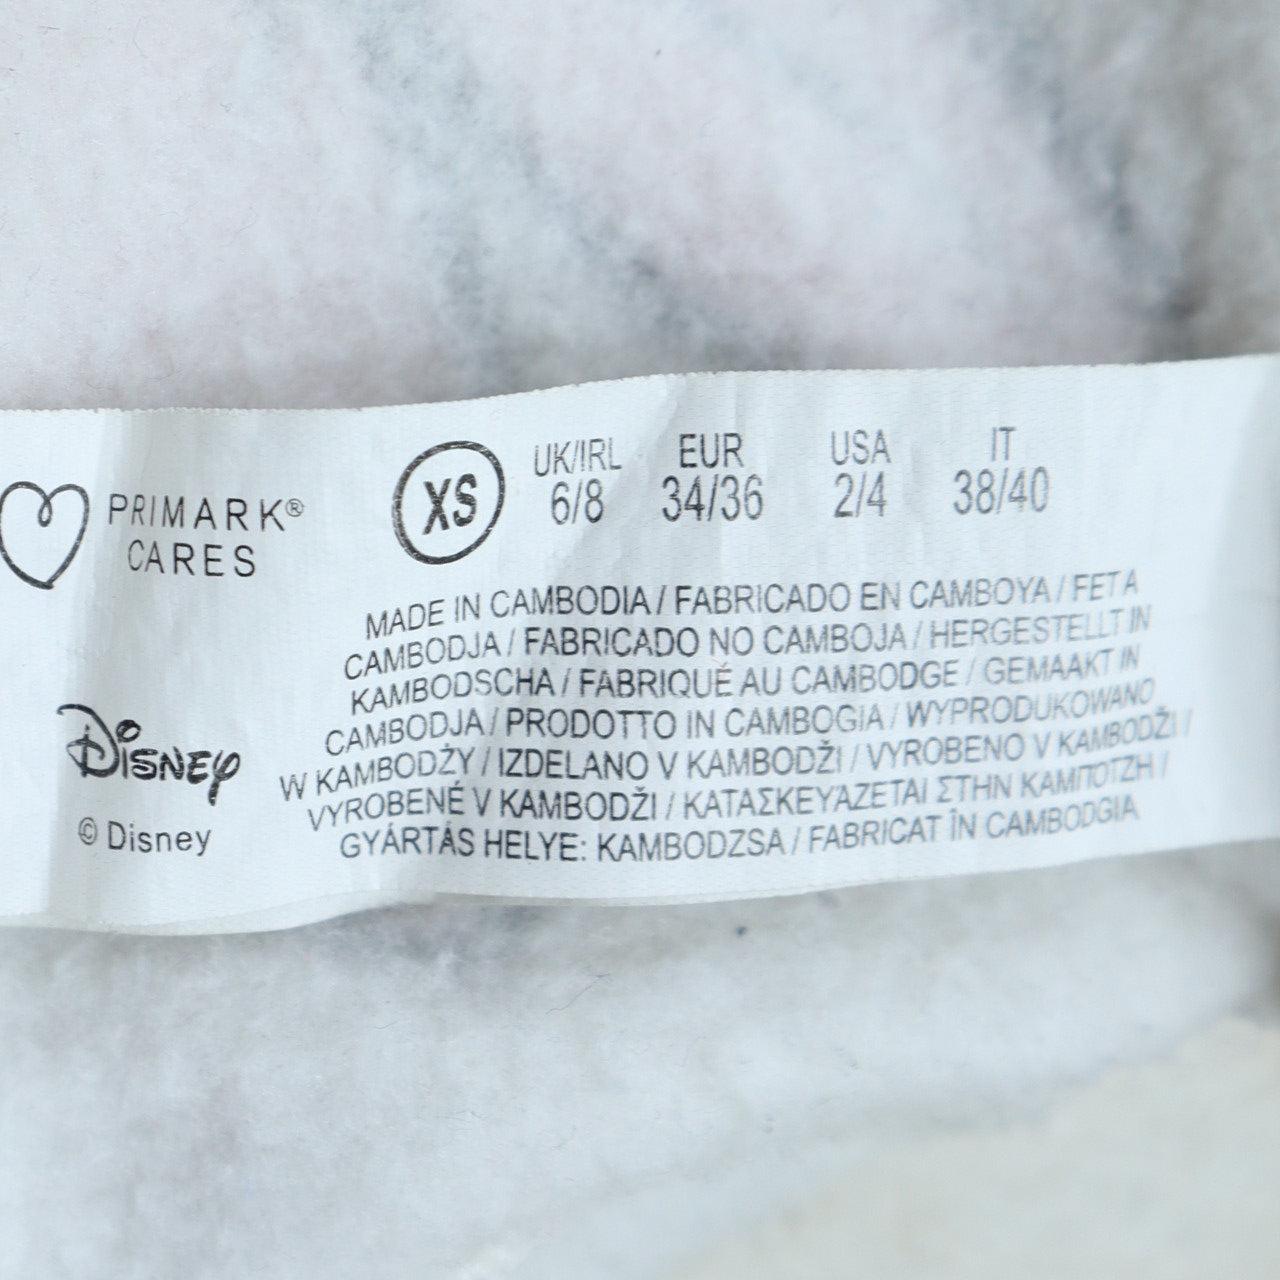 PRIMARK®
CARES
Disney
© Disney
XS
UK/IRL EUR USA IT
6/8 34/36 2/4 38/40
MADE IN CAMBODIA / FABRICADO EN CAMBOYA / FET A
CAMBODJA / FABRICADO NO CAMBOJA / HERGESTELLT IN
KAMBODSCHA / FABRIQUÉ AU CAMBODGE / GEMAAKT IN
CAMBODJA / PRODOTTO IN CAMBOGIA / WYPRODUKOWANO
W KAMBODŻY / IZDELANO V KAMBODŽI / VYROBENO V KAMBODŽI /
VYROBENÉ V KAMBODŽI / ΚΑΤΑΣΚΕΥΆΖΕΤΑΙ ΣΤΗΝ ΚΑΜΠΟΤΖΗ /
GYÁRTÁS HELYE: KAMBODZSA / FABRICAT ÎN CAMBODGIA